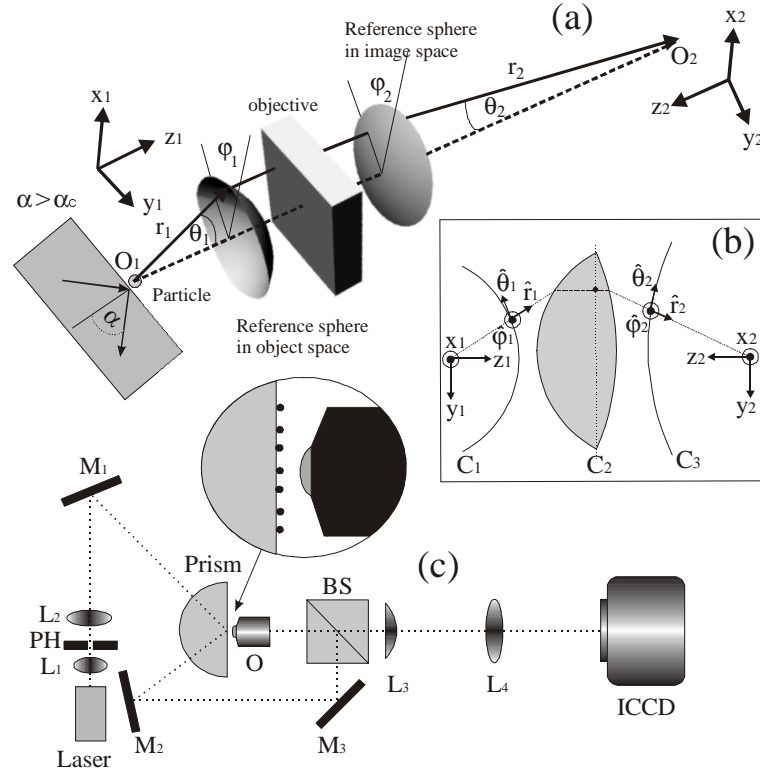 (a)
Reference sphere
in image space
x₂
O₂
r₂
φ₂
θ₂
z₂
y₂
objective
x₁
z₁
φ₁
y₁
α>αc
r₁
θ₁
O₁
Particle
α
Reference sphere
in object space
(b)
θ̂₁
r̂₁
θ̂₂
r̂₂
φ̂₁
φ̂₂
x₁
x₂
z₁
z₂
y₁
y₂
C₁
C₂
C₃
M₁
(c)
Prism
BS
L₂
PH
L₁
O
L₃
L₄
ICCD
Laser
M₂
M₃